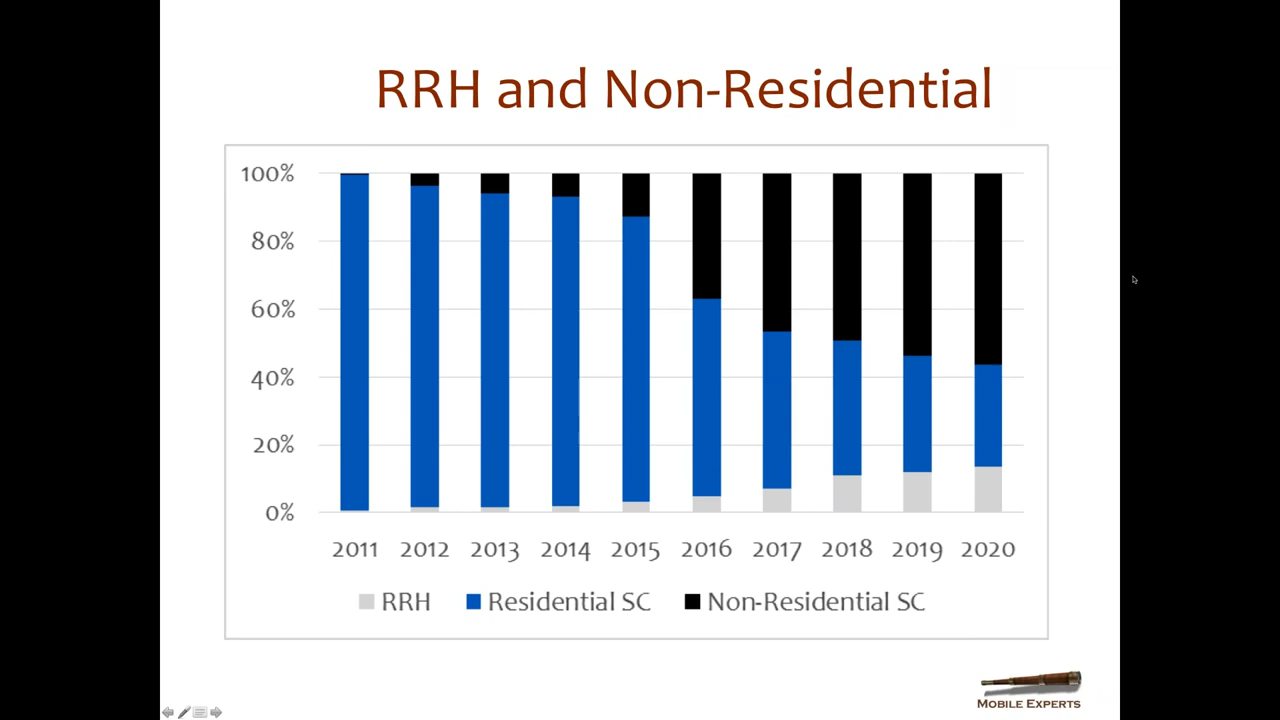 RRH and Non-Residential
100%
80%
60%
40%
20%
0%
2011 2012 2013 2014 2015 2016 2017 2018 2019 2020
RRH Residential SC Non-Residential SC
MOBILE EXPERTS